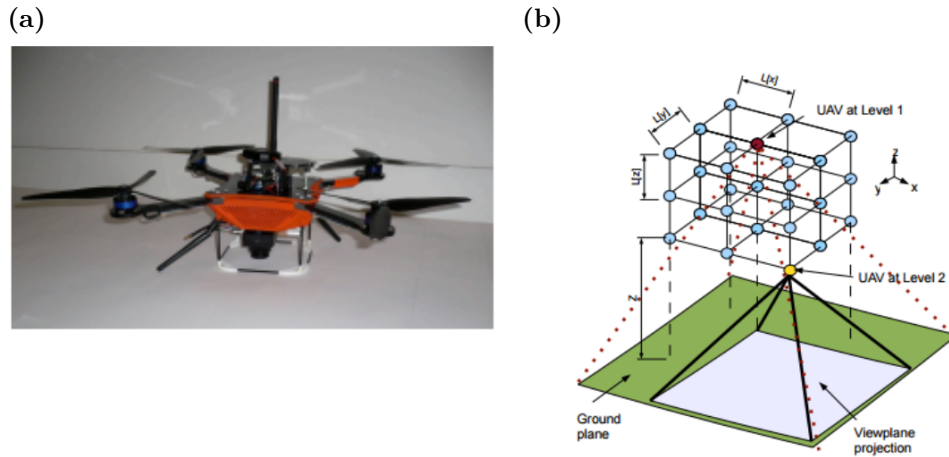 (a)
(b)
L[x]
UAV at Level 1
L[y]
L[z]
z
y
x
UAV at Level 2
Z
Ground
plane
Viewplane
projection